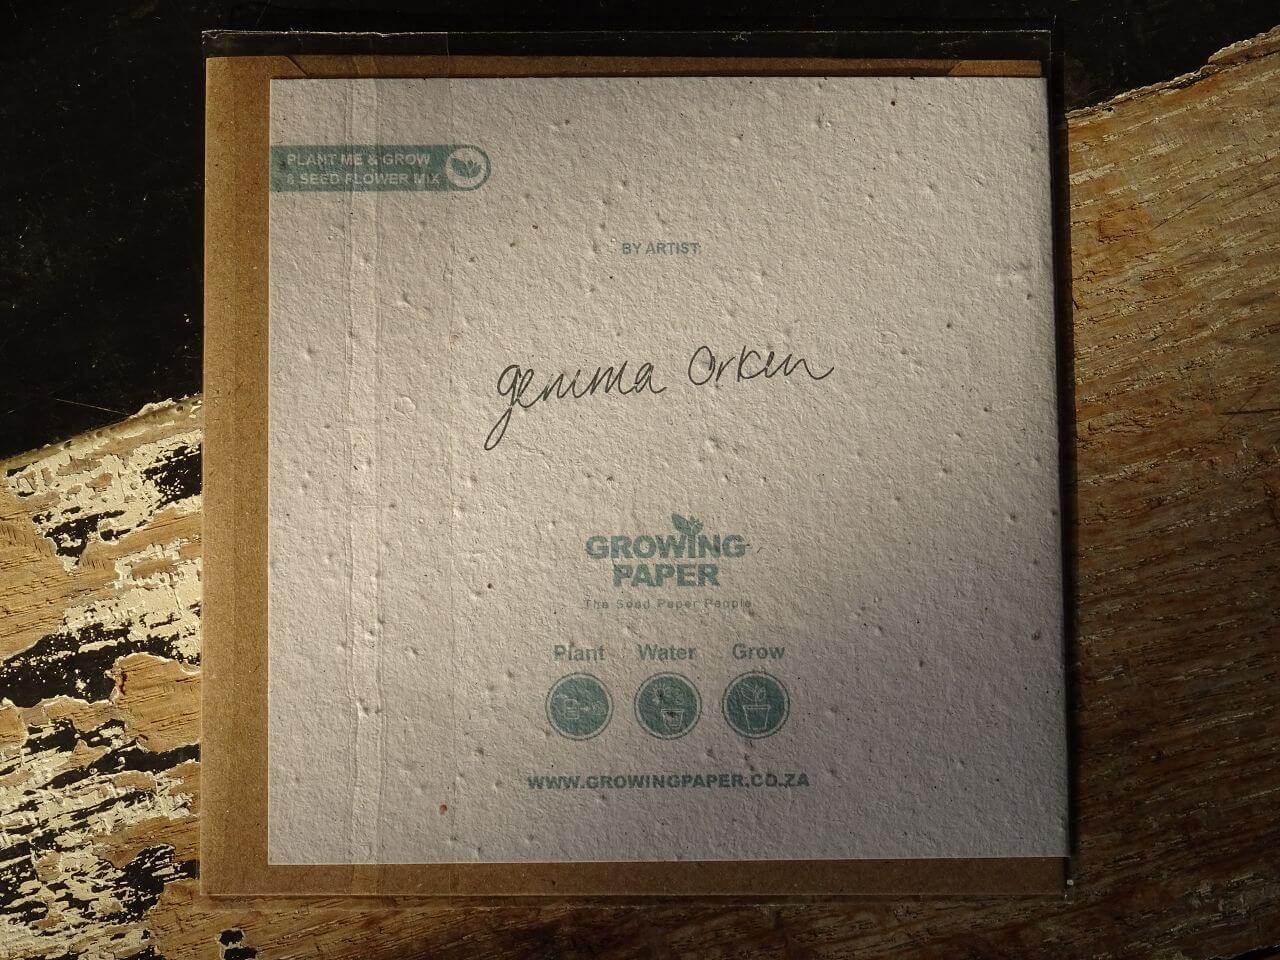 PLANT ME & GROW
8 SEED FLOWER MIX
BY ARTIST:
gemma Orkin
GROWING
PAPER
The Seed Paper People
Plant Water Grow
WWW.GROWINGPAPER.CO.ZA